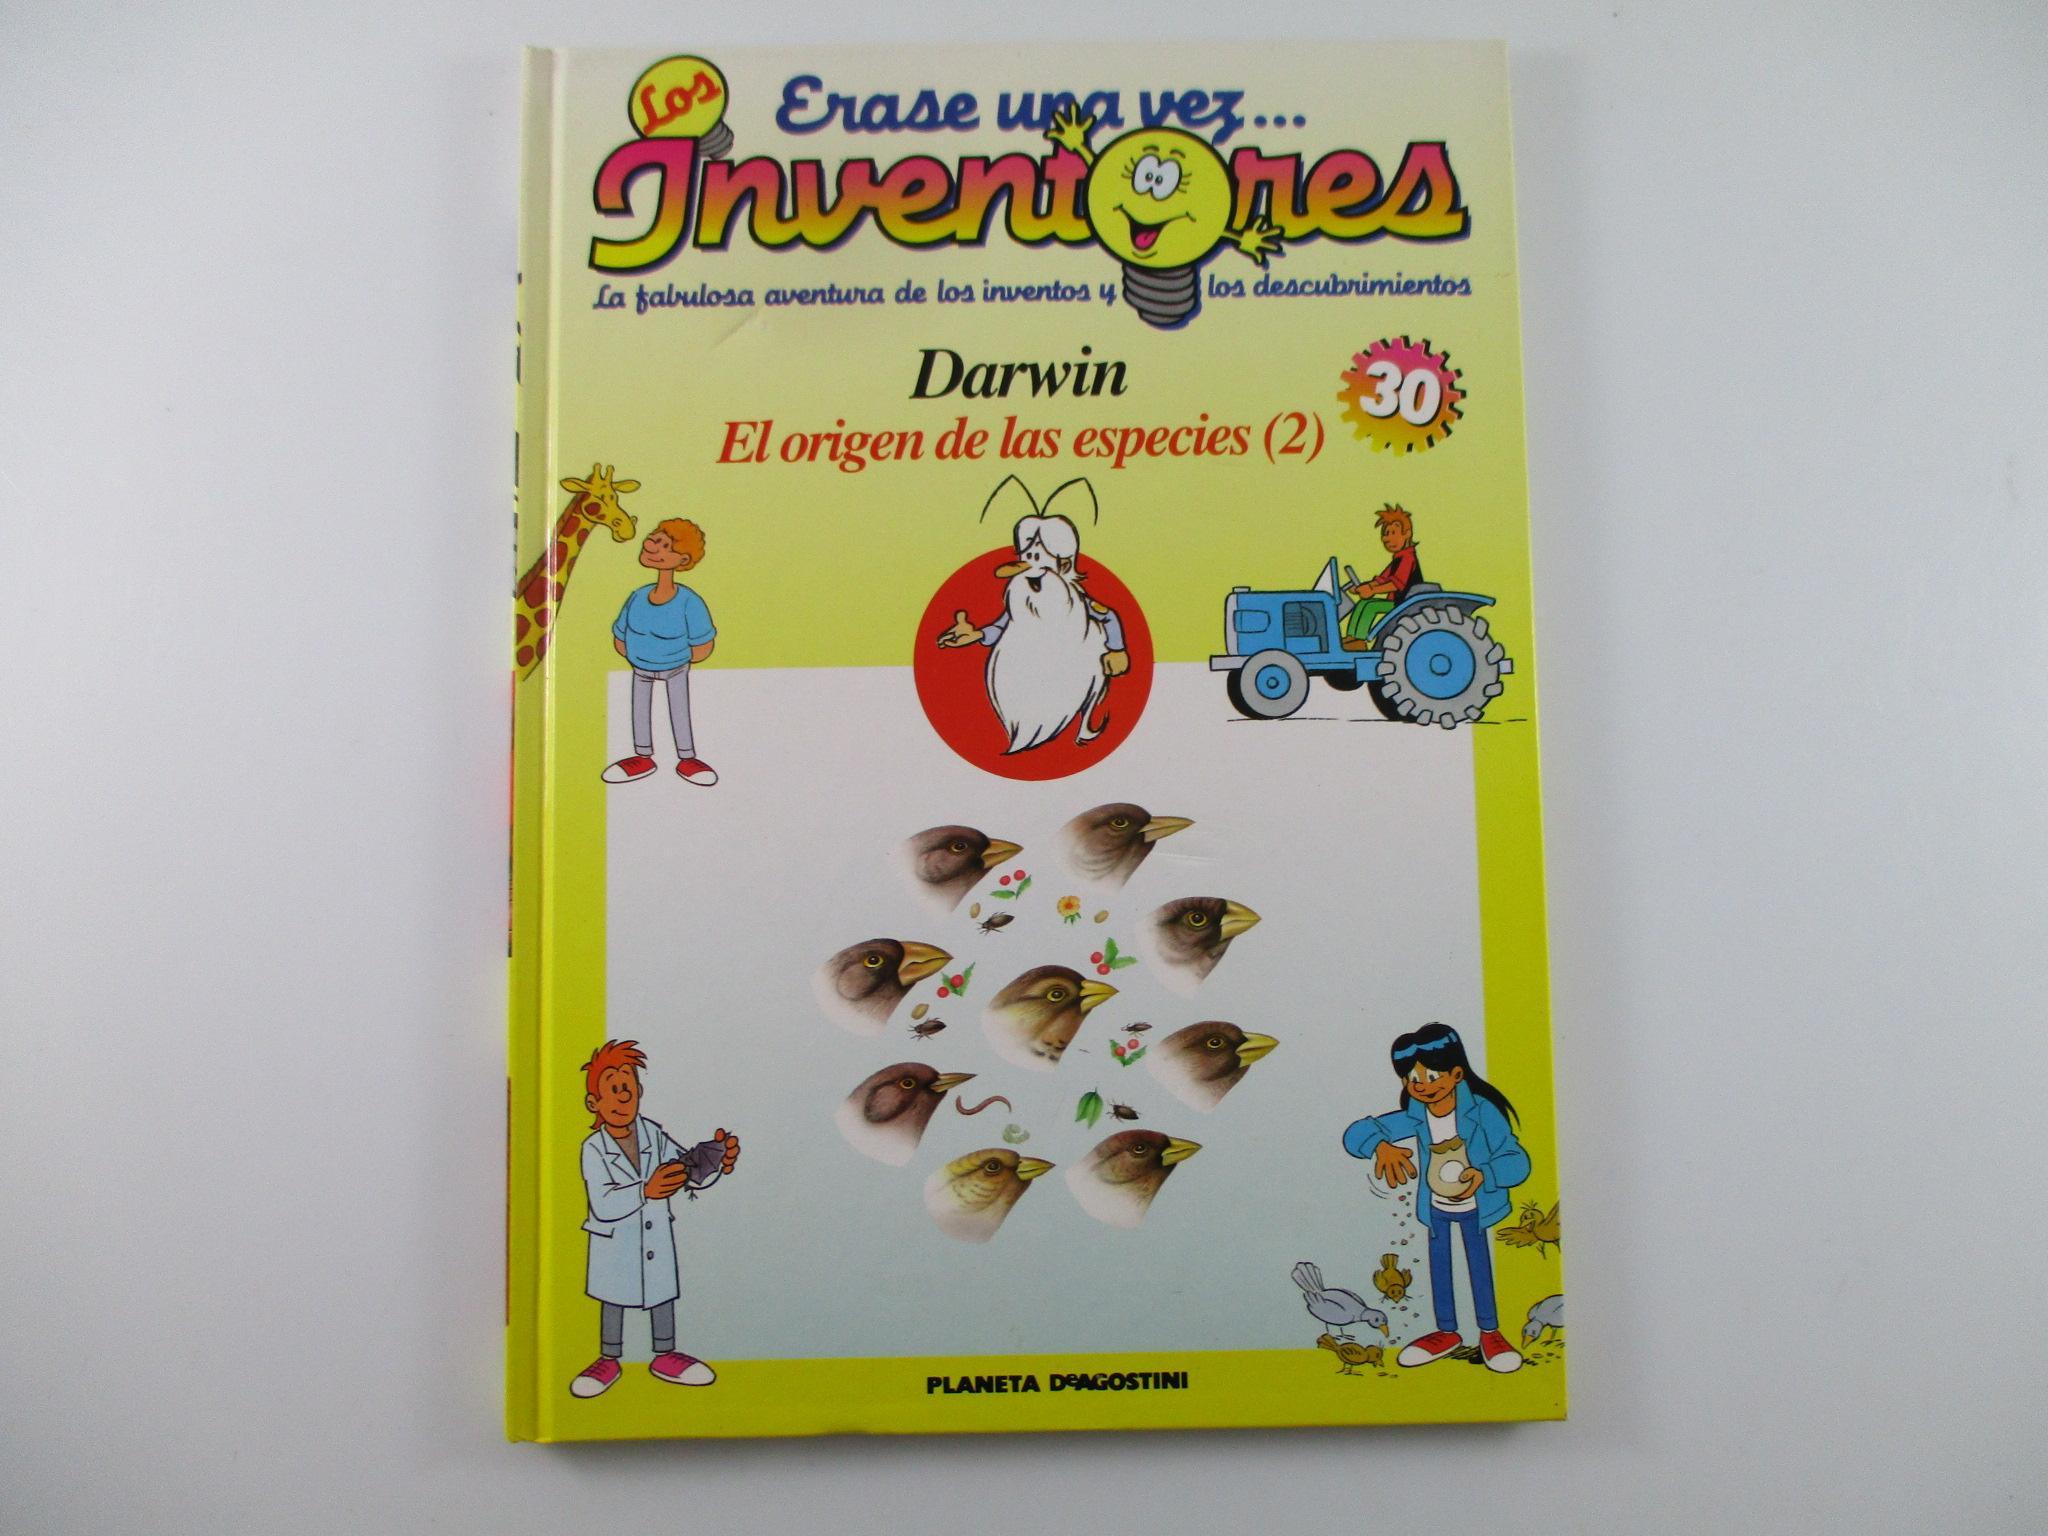 Erase una vez...
Los
Inventores
La fabulosa aventura de los inventos y los descubrimientos
Darwin
30
El origen de las especies (2)
PLANETA DeAGOSTINI